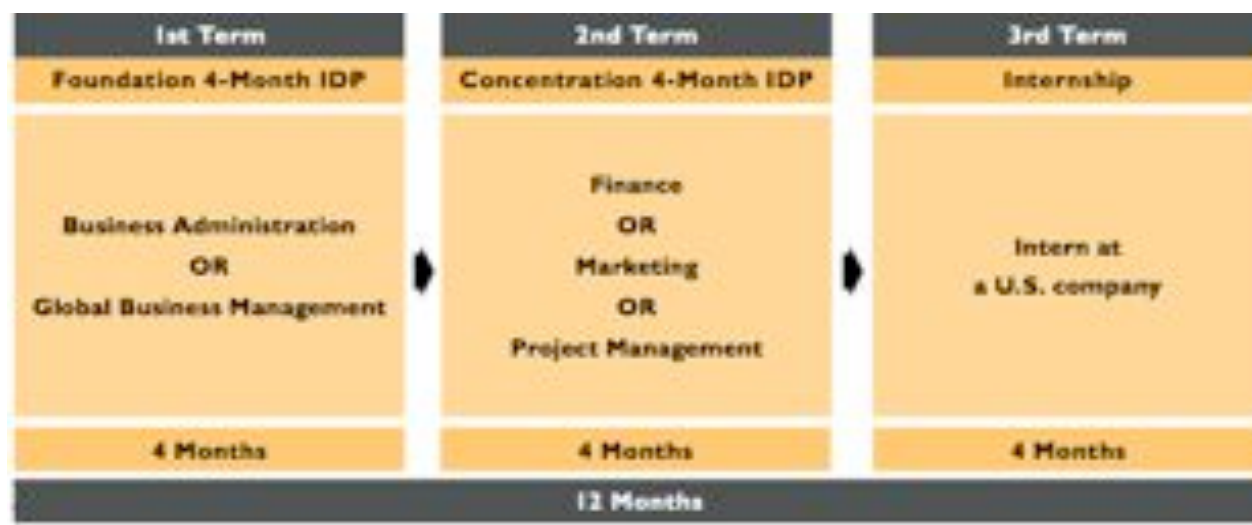 1st Term
Foundation 4-Month IDP
Business Administration
OR
Global Business Management
4 Months
2nd Term
Concentration 4-Month IDP
Finance
OR
Marketing
OR
Project Management
4 Months
3rd Term
Internship
Intern at
a U.S. company
4 Months
12 Months